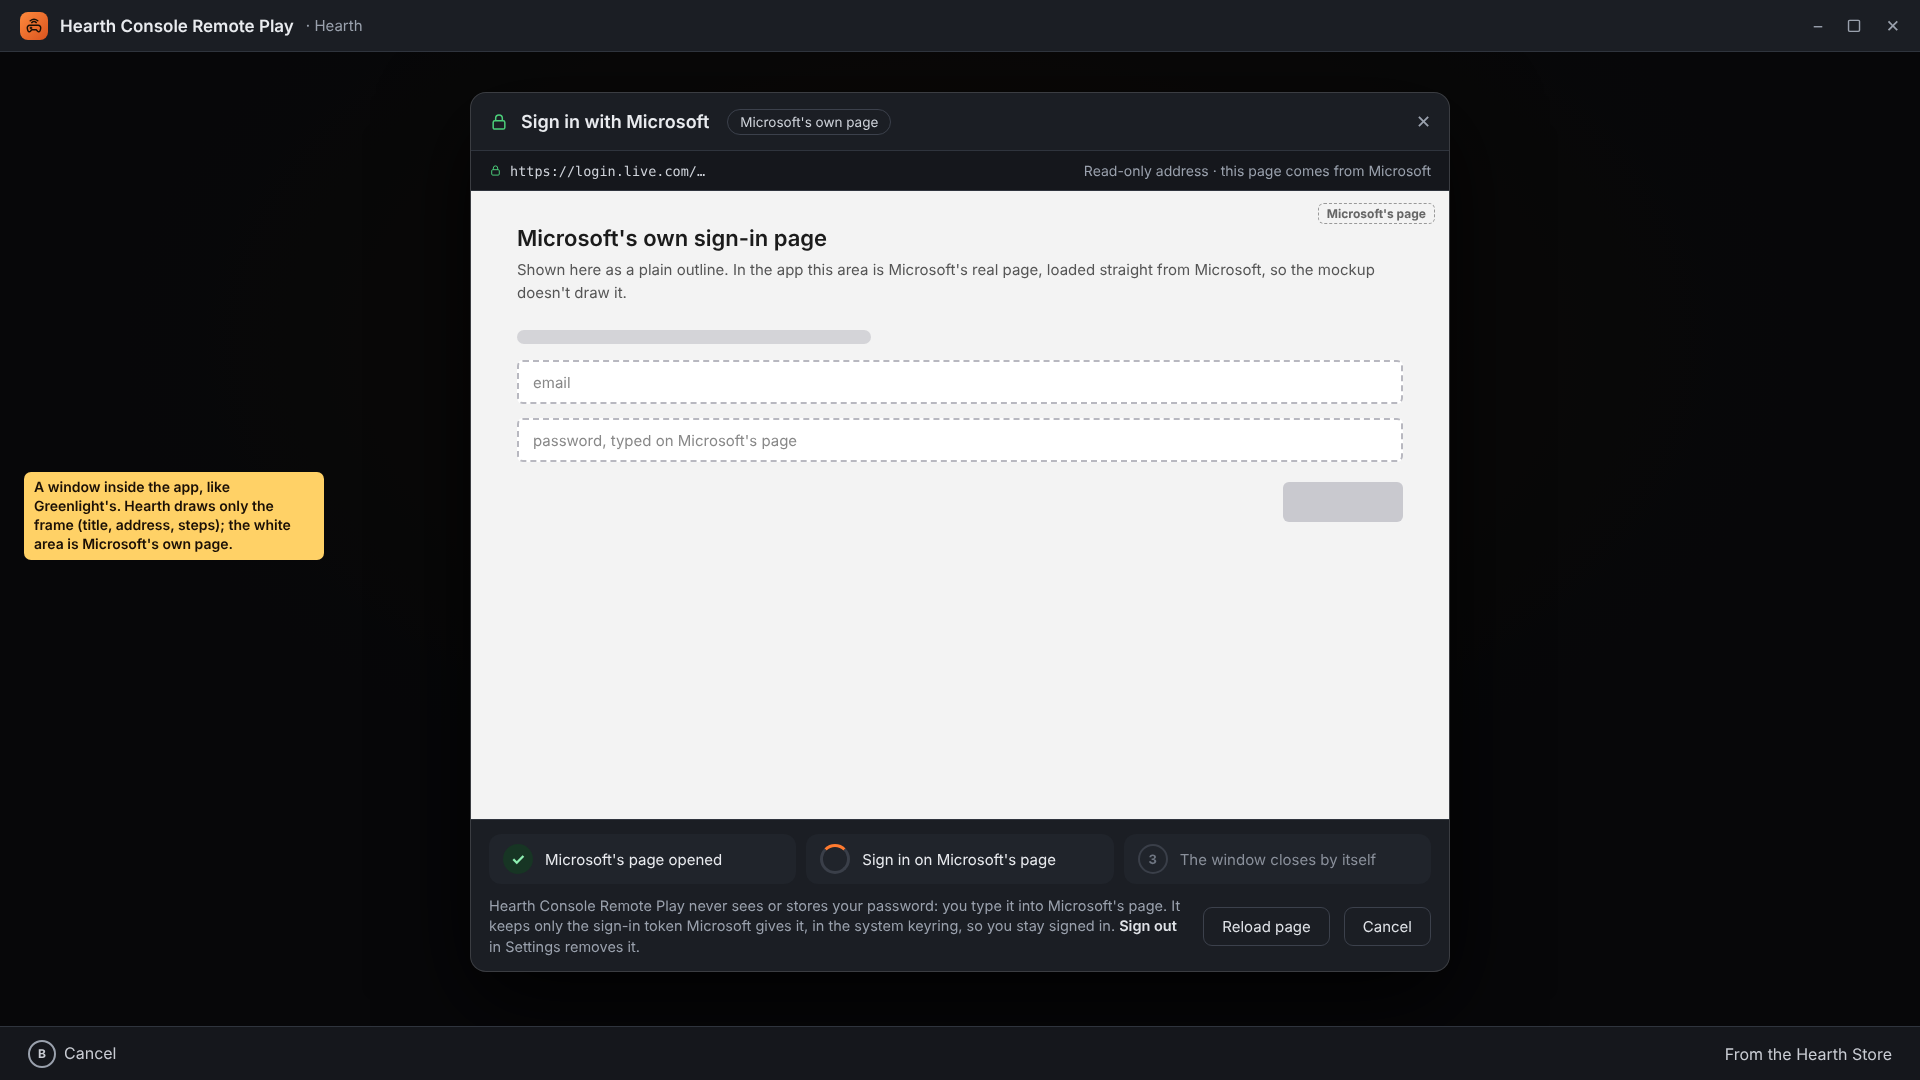 Hearth Console Remote Play · Hearth
Sign in with Microsoft
Microsoft's own page
https://login.live.com/…
Read-only address · this page comes from Microsoft
Microsoft's page
Microsoft's own sign-in page
Shown here as a plain outline. In the app this area is Microsoft's real page, loaded straight from Microsoft, so the mockup
doesn't draw it.
email
password, typed on Microsoft's page
A window inside the app, like
Greenlight's. Hearth draws only the
frame (title, address, steps); the white
area is Microsoft's own page.
Microsoft's page opened
Sign in on Microsoft's page
3 The window closes by itself
Hearth Console Remote Play never sees or stores your password: you type it into Microsoft's page. It
keeps only the sign-in token Microsoft gives it, in the system keyring, so you stay signed in. Sign out
in Settings removes it.
Reload page
Cancel
B Cancel
From the Hearth Store